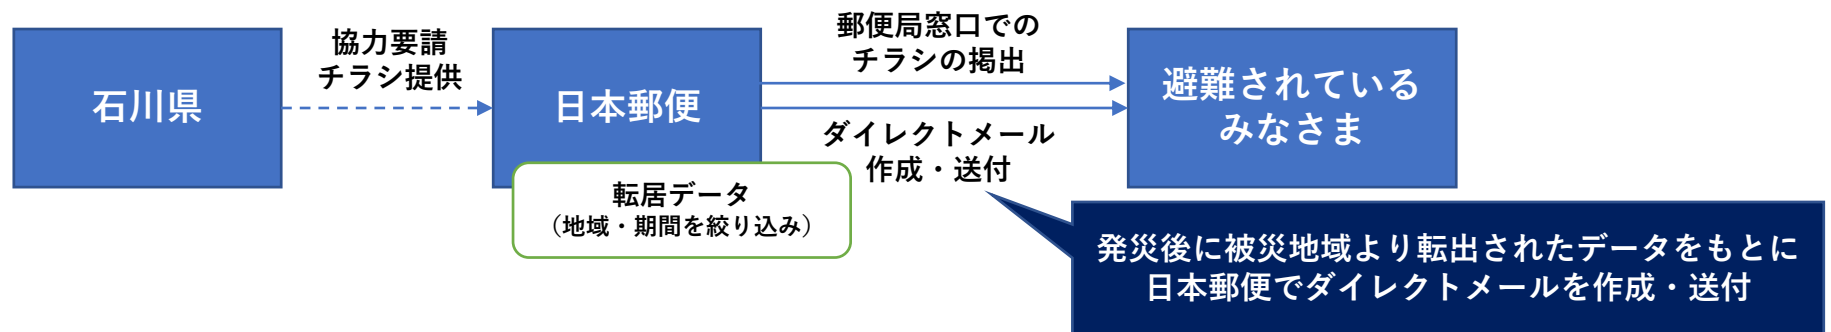 石川県
協力要請
チラシ提供
日本郵便
転居データ
（地域・期間を絞り込み）
郵便局窓口での
チラシの掲出
ダイレクトメール
作成・送付
避難されている
みなさま
発災後に被災地域より転出されたデータをもとに
日本郵便でダイレクトメールを作成・送付